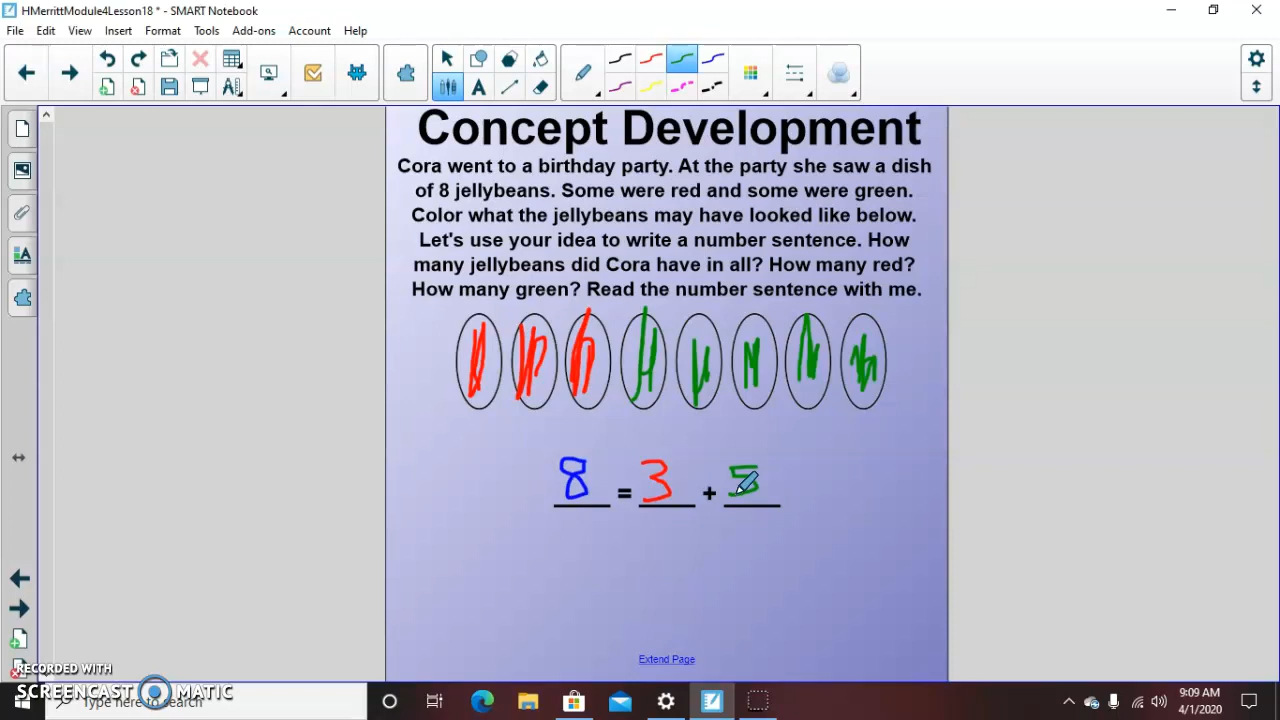 HMerrittModule4Lesson18 * - SMART Notebook
File Edit View Insert Format Tools Add-ons Account Help
Concept Development
Cora went to a birthday party. At the party she saw a dish
of 8 jellybeans. Some were red and some were green.
Color what the jellybeans may have looked like below.
Let's use your idea to write a number sentence. How
many jellybeans did Cora have in all? How many red?
How many green? Read the number sentence with me.
8 = 3 + 5
Extend Page
RECORDED WITH
SCREENCAST MATIC
Type here to search
9:09 AM
4/1/2020